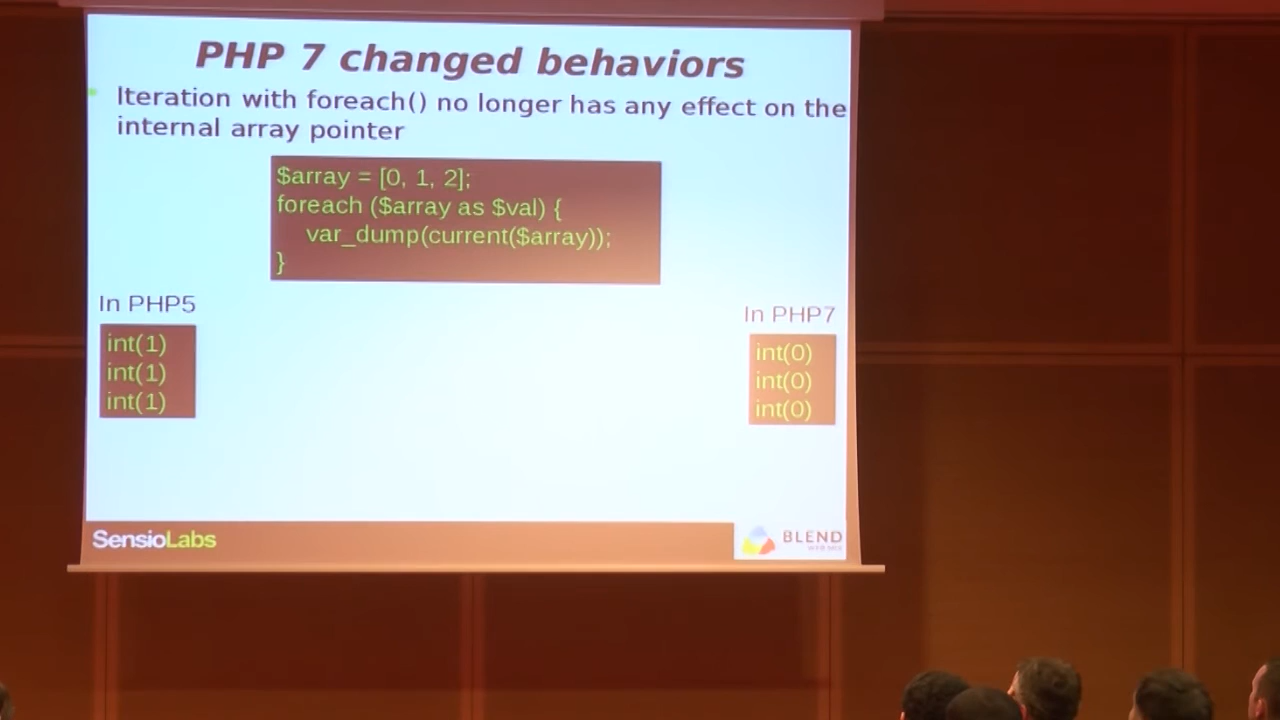 PHP 7 changed behaviors
Iteration with foreach() no longer has any effect on the
internal array pointer
$array = [0, 1, 2];
foreach ($array as $val) {
var_dump(current($array));
}
In PHP5
int(1)
int(1)
int(1)
In PHP7
int(0)
int(0)
int(0)
SensioLabs
BLEND